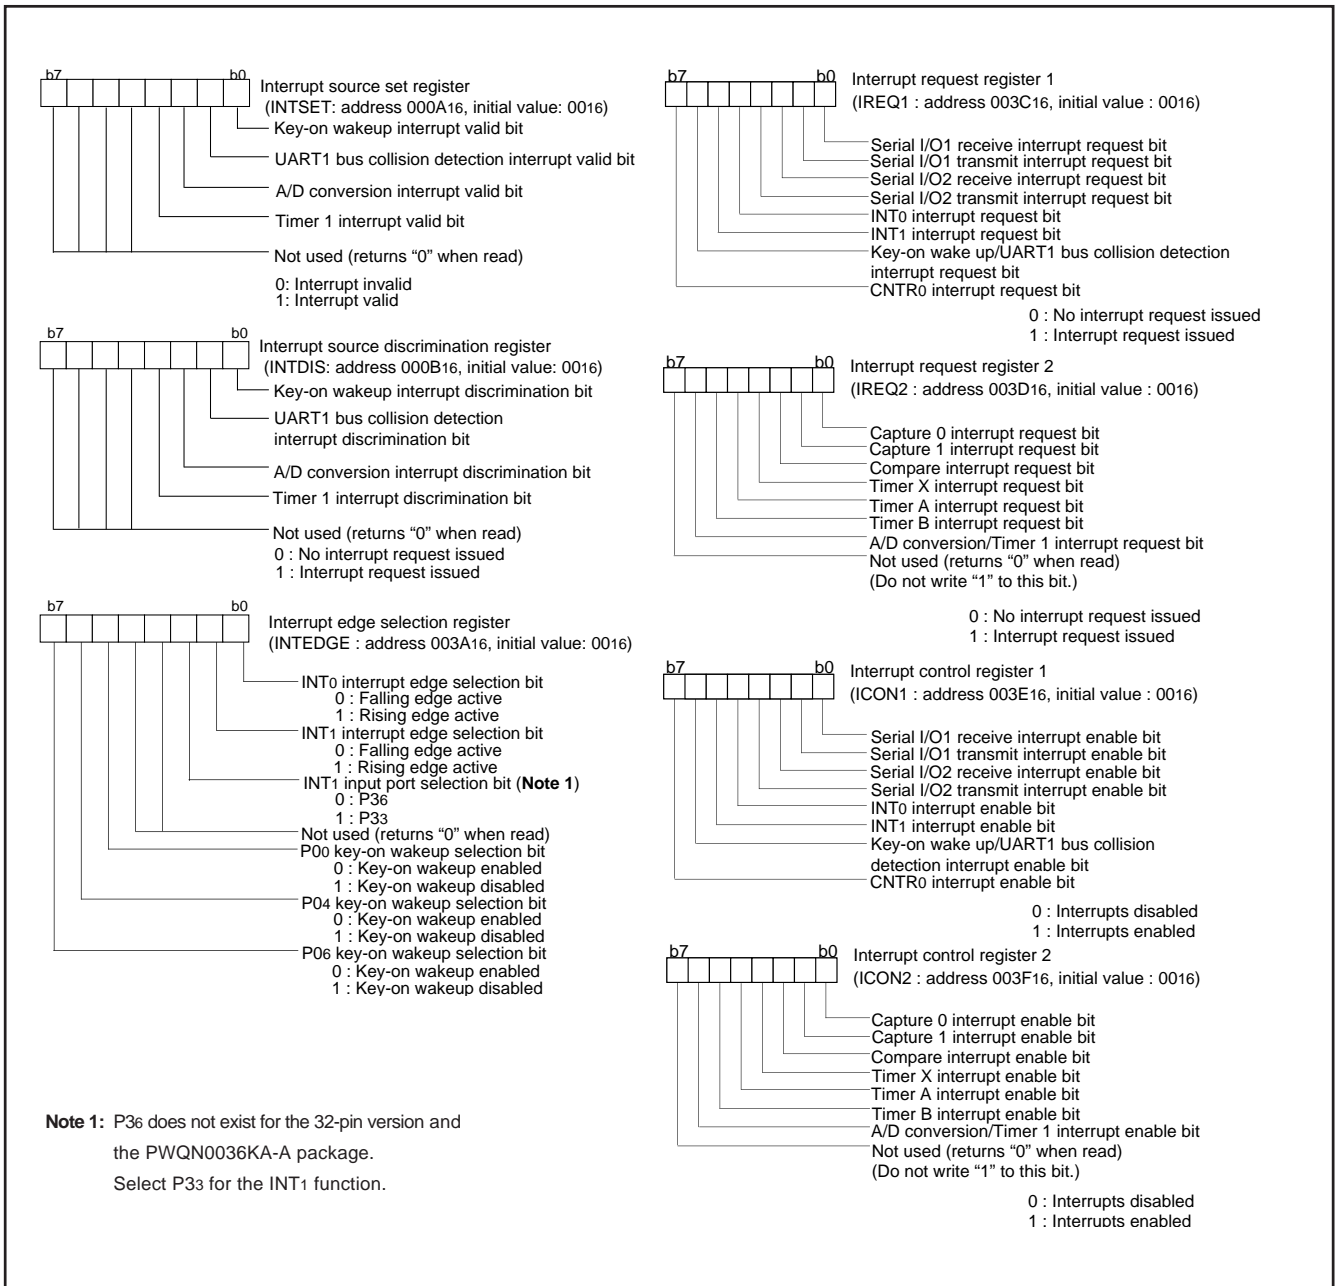 b7 b0
Interrupt source set register
(INTSET: address 000A16, initial value: 0016)
Key-on wakeup interrupt valid bit
UART1 bus collision detection interrupt valid bit
A/D conversion interrupt valid bit
Timer 1 interrupt valid bit
Not used (returns “0” when read)
0: Interrupt invalid
1: Interrupt valid
b7 b0
Interrupt source discrimination register
(INTDIS: address 000B16, initial value: 0016)
Key-on wakeup interrupt discrimination bit
UART1 bus collision detection
interrupt discrimination bit
A/D conversion interrupt discrimination bit
Timer 1 interrupt discrimination bit
Not used (returns “0” when read)
0 : No interrupt request issued
1 : Interrupt request issued
b7 b0
Interrupt edge selection register
(INTEDGE : address 003A16, initial value: 0016)
INT0 interrupt edge selection bit
0 : Falling edge active
1 : Rising edge active
INT1 interrupt edge selection bit
0 : Falling edge active
1 : Rising edge active
INT1 input port selection bit (Note 1)
0 : P36
1 : P33
Not used (returns “0” when read)
P00 key-on wakeup selection bit
0 : Key-on wakeup enabled
1 : Key-on wakeup disabled
P04 key-on wakeup selection bit
0 : Key-on wakeup enabled
1 : Key-on wakeup disabled
P06 key-on wakeup selection bit
0 : Key-on wakeup enabled
1 : Key-on wakeup disabled
Note 1: P36 does not exist for the 32-pin version and
the PWQN0036KA-A package.
Select P33 for the INT1 function.
b7 b0
Interrupt request register 1
(IREQ1 : address 003C16, initial value : 0016)
Serial I/O1 receive interrupt request bit
Serial I/O1 transmit interrupt request bit
Serial I/O2 receive interrupt request bit
Serial I/O2 transmit interrupt request bit
INT0 interrupt request bit
INT1 interrupt request bit
Key-on wake up/UART1 bus collision detection
interrupt request bit
CNTR0 interrupt request bit
0 : No interrupt request issued
1 : Interrupt request issued
b7 b0
Interrupt request register 2
(IREQ2 : address 003D16, initial value : 0016)
Capture 0 interrupt request bit
Capture 1 interrupt request bit
Compare interrupt request bit
Timer X interrupt request bit
Timer A interrupt request bit
Timer B interrupt request bit
A/D conversion/Timer 1 interrupt request bit
Not used (returns “0” when read)
(Do not write “1” to this bit.)
0 : No interrupt request issued
1 : Interrupt request issued
b7 b0
Interrupt control register 1
(ICON1 : address 003E16, initial value : 0016)
Serial I/O1 receive interrupt enable bit
Serial I/O1 transmit interrupt enable bit
Serial I/O2 receive interrupt enable bit
Serial I/O2 transmit interrupt enable bit
INT0 interrupt enable bit
INT1 interrupt enable bit
Key-on wake up/UART1 bus collision
detection interrupt enable bit
CNTR0 interrupt enable bit
0 : Interrupts disabled
1 : Interrupts enabled
b7 b0
Interrupt control register 2
(ICON2 : address 003F16, initial value : 0016)
Capture 0 interrupt enable bit
Capture 1 interrupt enable bit
Compare interrupt enable bit
Timer X interrupt enable bit
Timer A interrupt enable bit
Timer B interrupt enable bit
A/D conversion/Timer 1 interrupt enable bit
Not used (returns “0” when read)
(Do not write “1” to this bit.)
0 : Interrupts disabled
1 : Interrupts enabled